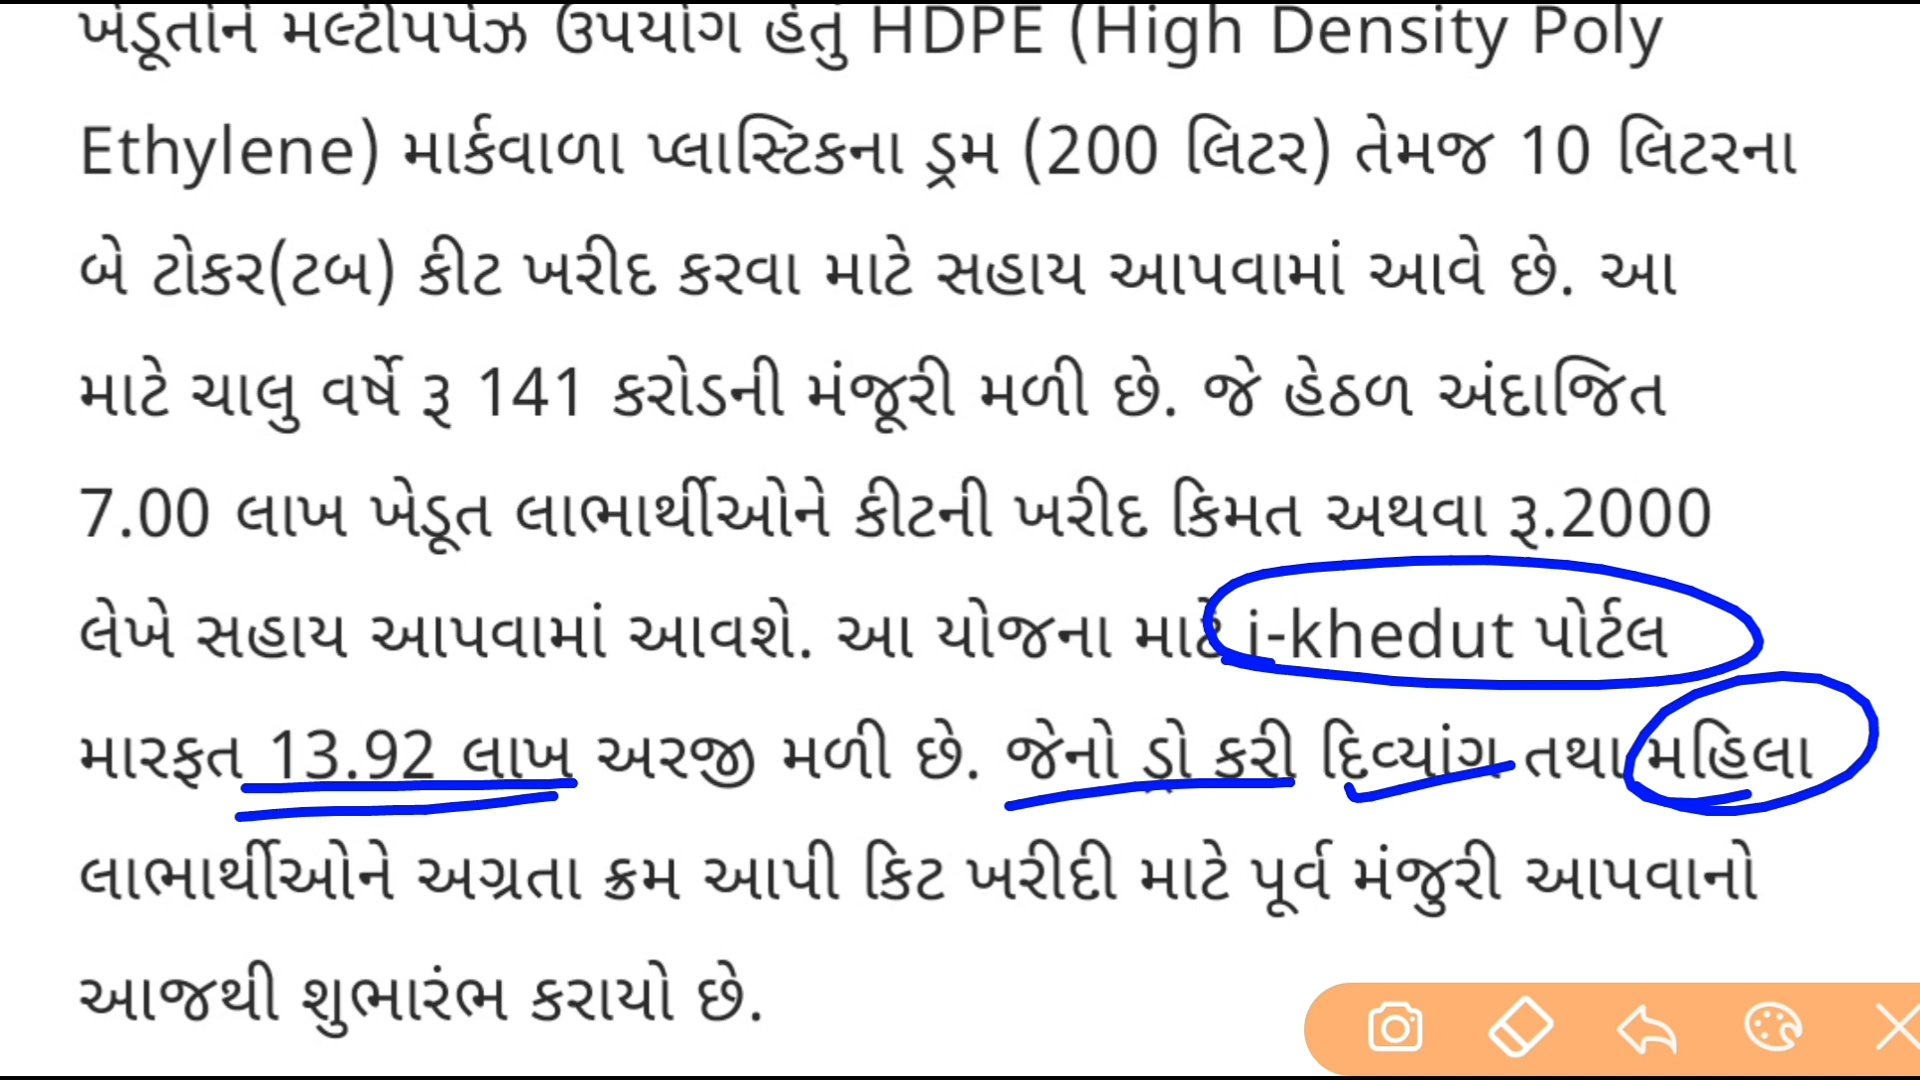 ખેડૂતોને મલ્ટીપર્પઝ ઉપયોગ હેતુ HDPE (High Density Poly
Ethylene) માર્કવાળા પ્લાસ્ટિકના ડ્રમ (200 લિટર) તેમજ 10 લિટરના
બે ટોકર(ટબ) કીટ ખરીદ કરવા માટે સહાય આપવામાં આવે છે. આ
માટે ચાલુ વર્ષે રૂ 141 કરોડની મંજૂરી મળી છે. જે હેઠળ અંદાજિત
7.00 લાખ ખેડૂત લાભાર્થીઓને કીટની ખરીદ કિમત અથવા રૂ.2000
લેખે સહાય આપવામાં આવશે. આ યોજના માટે i-khedut પોર્ટલ
મારફત 13.92 લાખ અરજી મળી છે. જેનો ડ્રો કરી દિવ્યાંગ તથા મહિલા
લાભાર્થીઓને અગ્રતા ક્રમ આપી કિટ ખરીદી માટે પૂર્વ મંજુરી આપવાનો
આજથી શુભારંભ કરાયો છે.